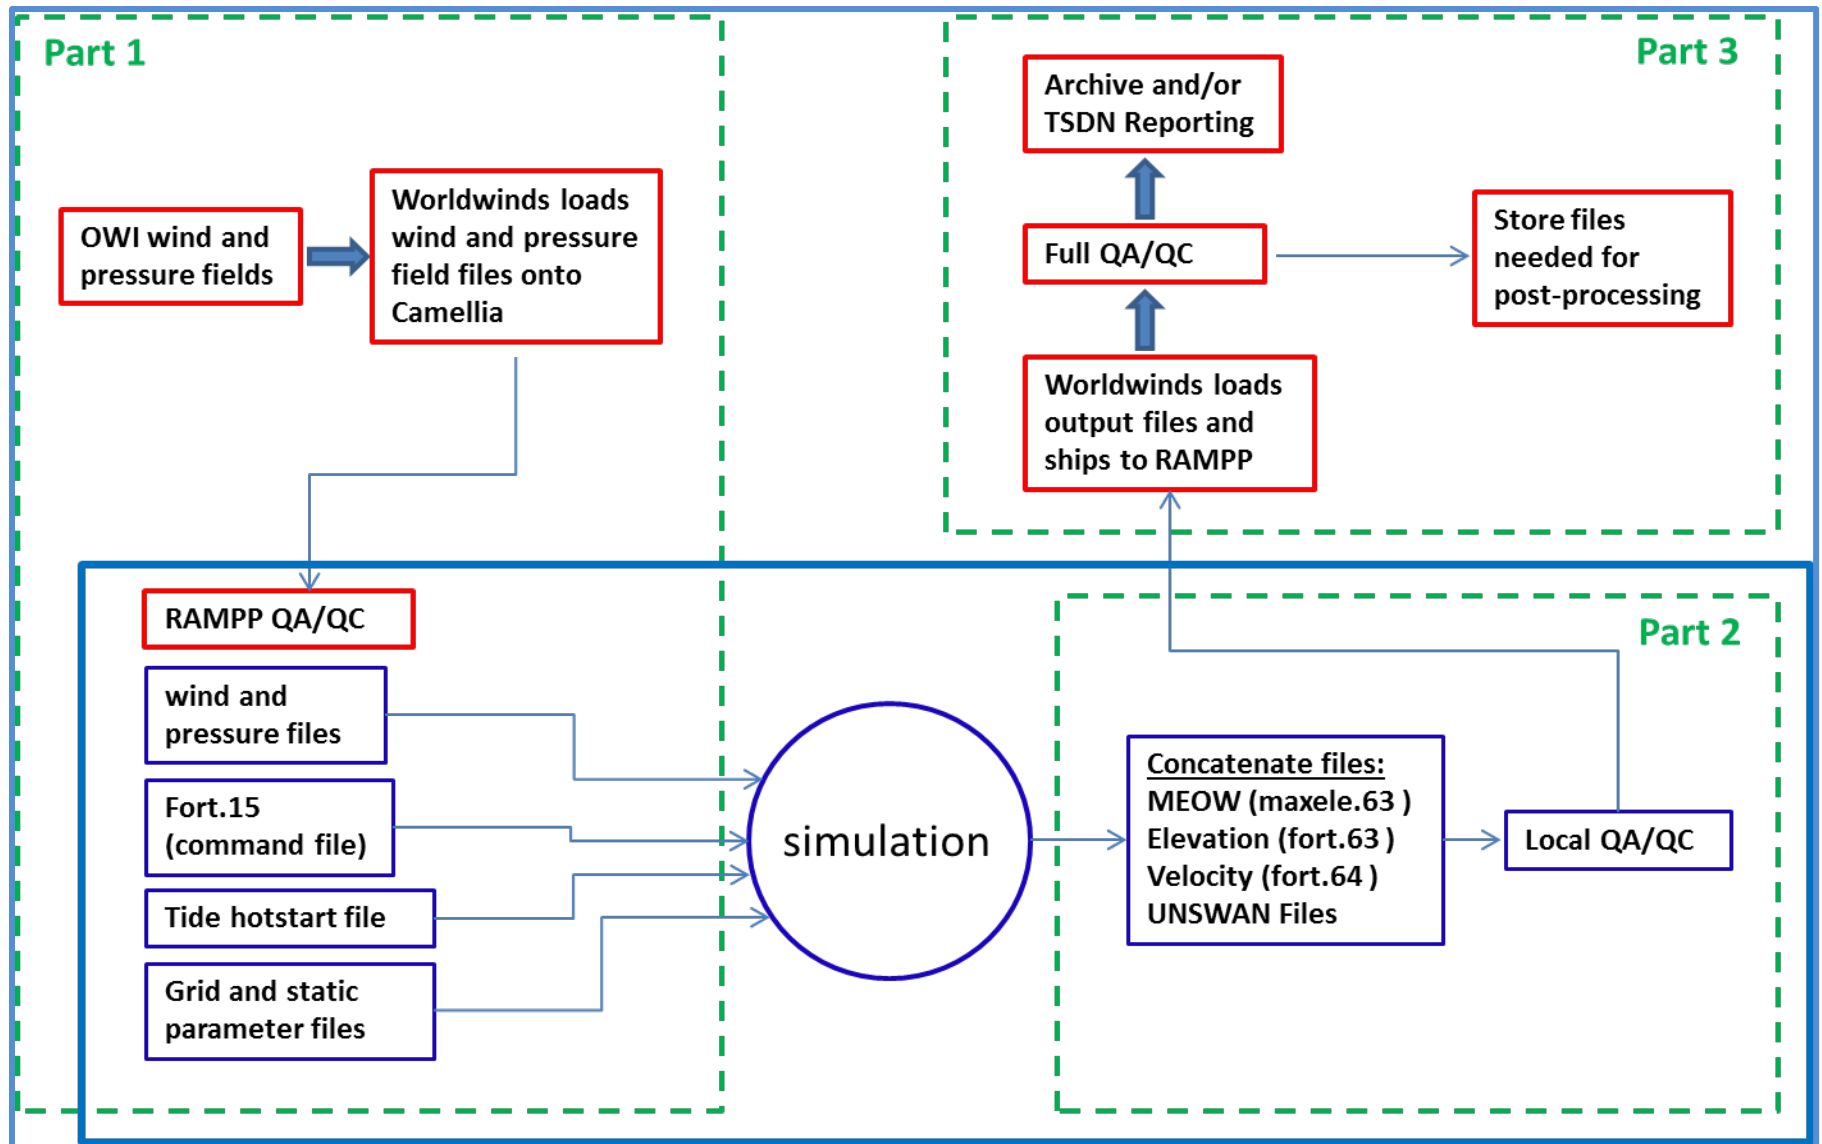 Part 1
OWI wind and
pressure fields
Worldwinds loads
wind and pressure
field files onto
Camellia
RAMPP QA/QC
wind and
pressure files
Fort.15
(command file)
Tide hotstart file
Grid and static
parameter files
simulation
Part 2
Concatenate files:
MEOW (maxele.63 )
Elevation (fort.63 )
Velocity (fort.64 )
UNSWAN Files
Local QA/QC
Part 3
Archive and/or
TSDN Reporting
Full QA/QC
Store files
needed for
post-processing
Worldwinds loads
output files and
ships to RAMPP